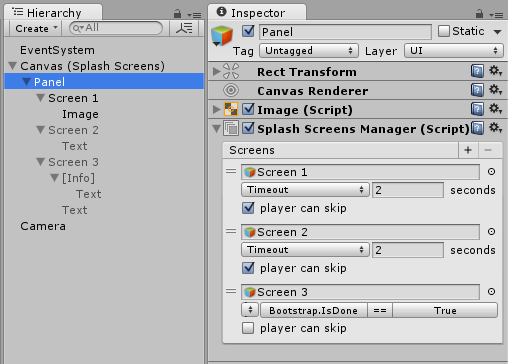 Hierarchy
Create
All
EventSystem
Canvas (Splash Screens)
Panel
Screen 1
Image
Screen 2
Text
Screen 3
[Info]
Text
Text
Camera
Inspector
Panel
Static
Tag
Untagged
Layer
UI
Rect Transform
Canvas Renderer
Image (Script)
Splash Screens Manager (Script)
Screens + −
Screen 1
Timeout 2 seconds
player can skip
Screen 2
Timeout 2 seconds
player can skip
Screen 3
Bootstrap.IsDone == True
player can skip